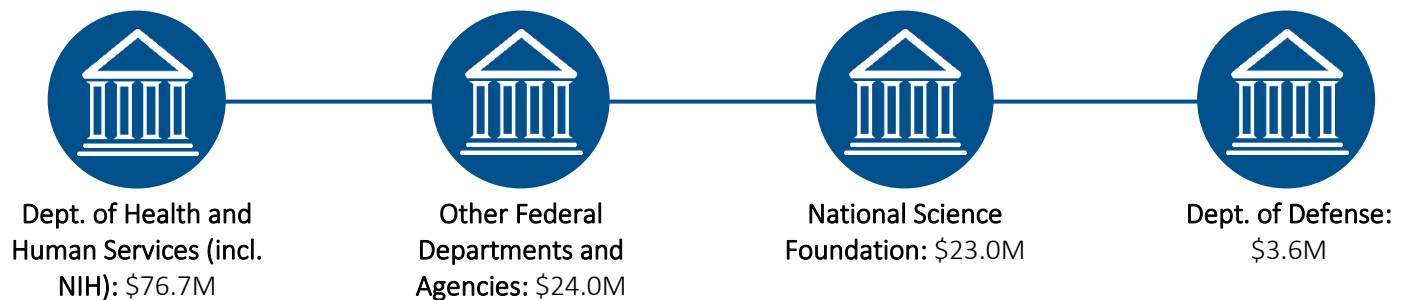 Dept. of Health and
Human Services (incl.
NIH): $76.7M
Other Federal
Departments and
Agencies: $24.0M
National Science
Foundation: $23.0M
Dept. of Defense:
$3.6M